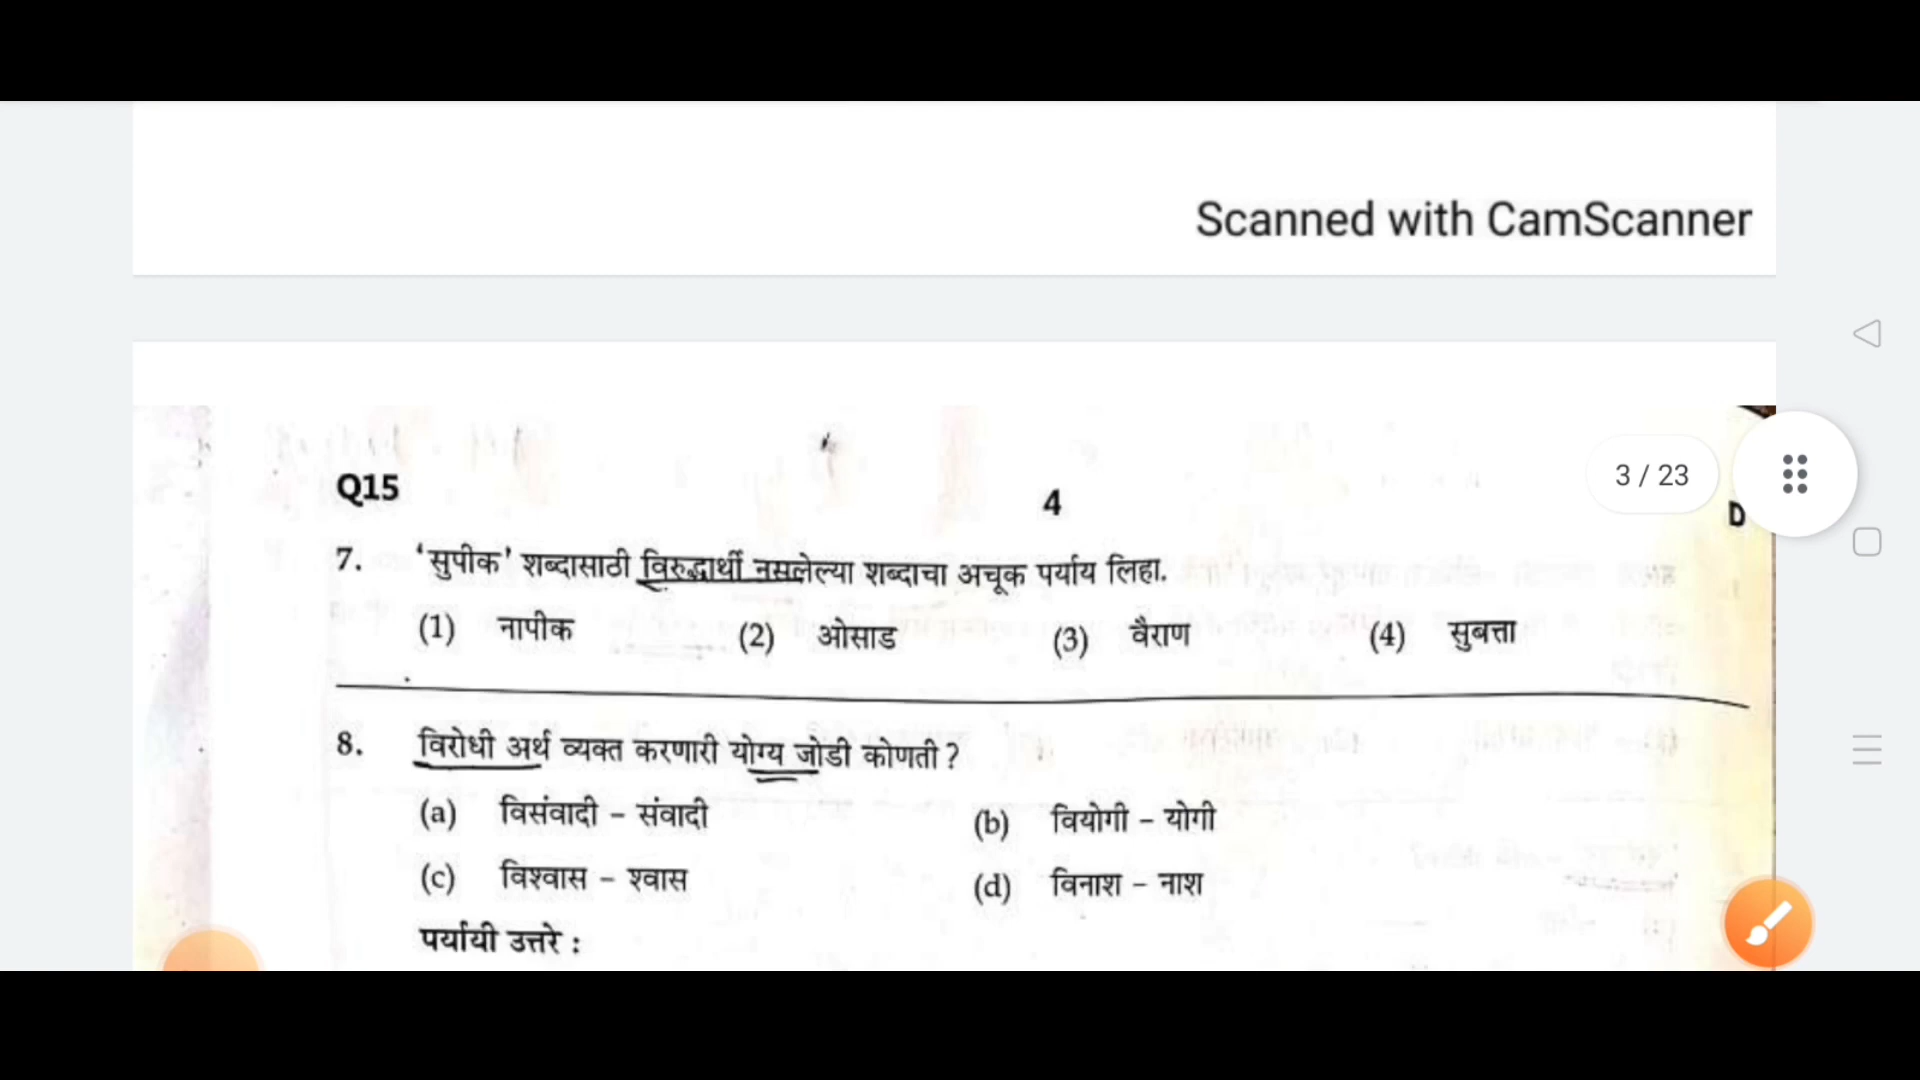 Scanned with CamScanner
3 / 23
Q15
4
D
7. 'सुपीक' शब्दासाठी विरुद्धार्थी नसलेल्या शब्दाचा अचूक पर्याय लिहा.
(1) नापीक (2) ओसाड (3) वैराण (4) सुबत्ता
8. विरोधी अर्थ व्यक्त करणारी योग्य जोडी कोणती ?
(a) विसंवादी – संवादी (b) वियोगी – योगी
(c) विश्वास – श्वास (d) विनाश – नाश
पर्यायी उत्तरे :